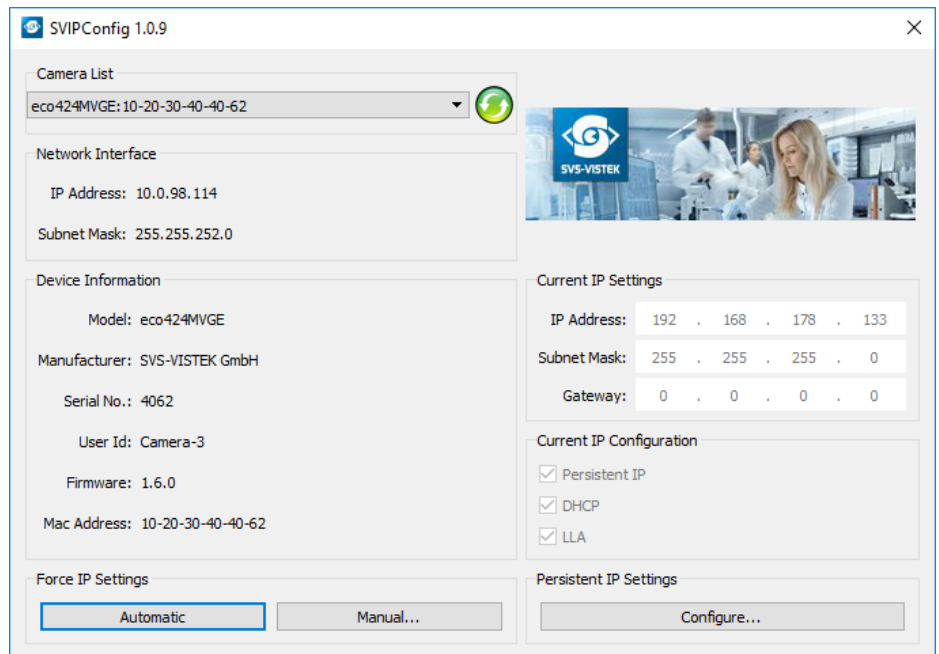 SVIPConfig 1.0.9
Camera List
eco424MVGE:10-20-30-40-40-62
Network Interface
IP Address: 10.0.98.114
Subnet Mask: 255.255.252.0
SVS-VISTEK
Device Information
Model: eco424MVGE
Manufacturer: SVS-VISTEK GmbH
Serial No.: 4062
User Id: Camera-3
Firmware: 1.6.0
Mac Address: 10-20-30-40-40-62
Current IP Settings
IP Address: 192 . 168 . 178 . 133
Subnet Mask: 255 . 255 . 255 . 0
Gateway: 0 . 0 . 0 . 0
Current IP Configuration
Persistent IP
DHCP
LLA
Force IP Settings
Automatic Manual...
Persistent IP Settings
Configure...